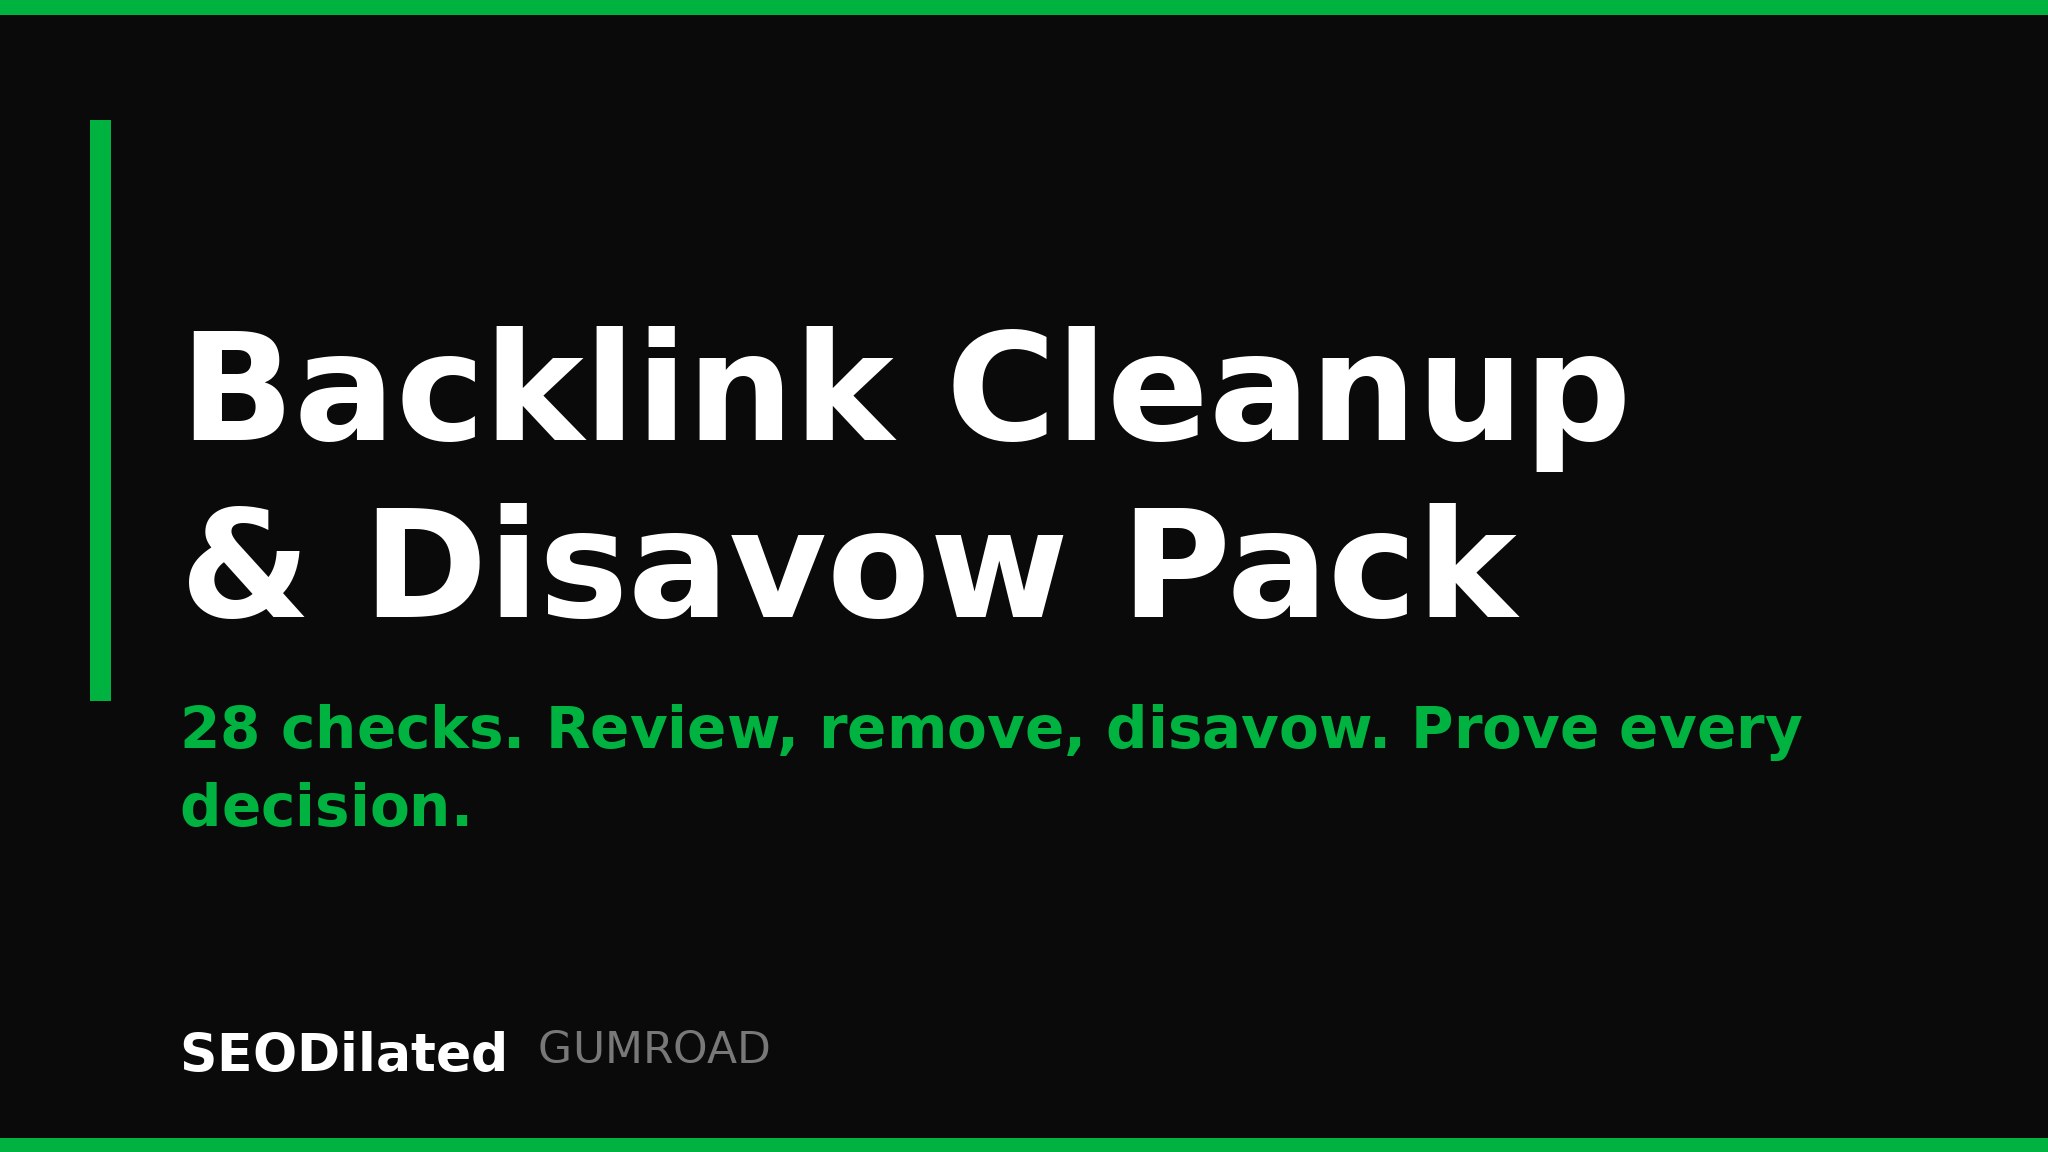 Backlink Cleanup
& Disavow Pack
28 checks. Review, remove, disavow. Prove every
decision.
SEODilated GUMROAD